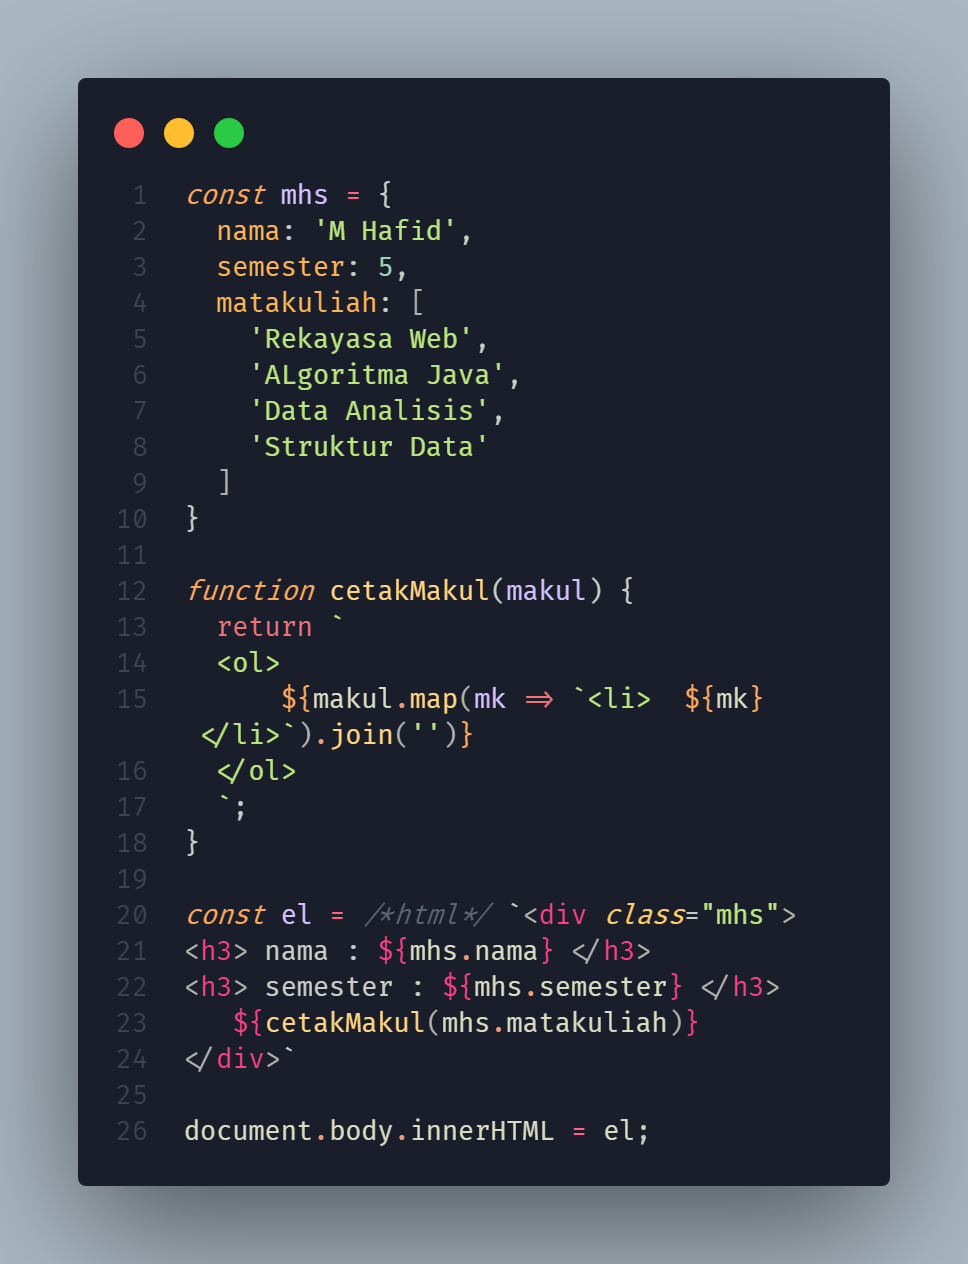 1 const mhs = {
2   nama: 'M Hafid',
3   semester: 5,
4   matakuliah: [
5     'Rekayasa Web',
6     'ALgoritma Java',
7     'Data Analisis',
8     'Struktur Data'
9   ]
10 }
11
12 function cetakMakul(makul) {
13   return `
14   <ol>
15       ${makul.map(mk => `<li>  ${mk}
 </li>`).join('')}
16   </ol>
17   `;
18 }
19
20 const el = /*html*/ `<div class="mhs">
21 <h3> nama : ${mhs.nama} </h3>
22 <h3> semester : ${mhs.semester} </h3>
23    ${cetakMakul(mhs.matakuliah)}
24 </div>`
25
26 document.body.innerHTML = el;